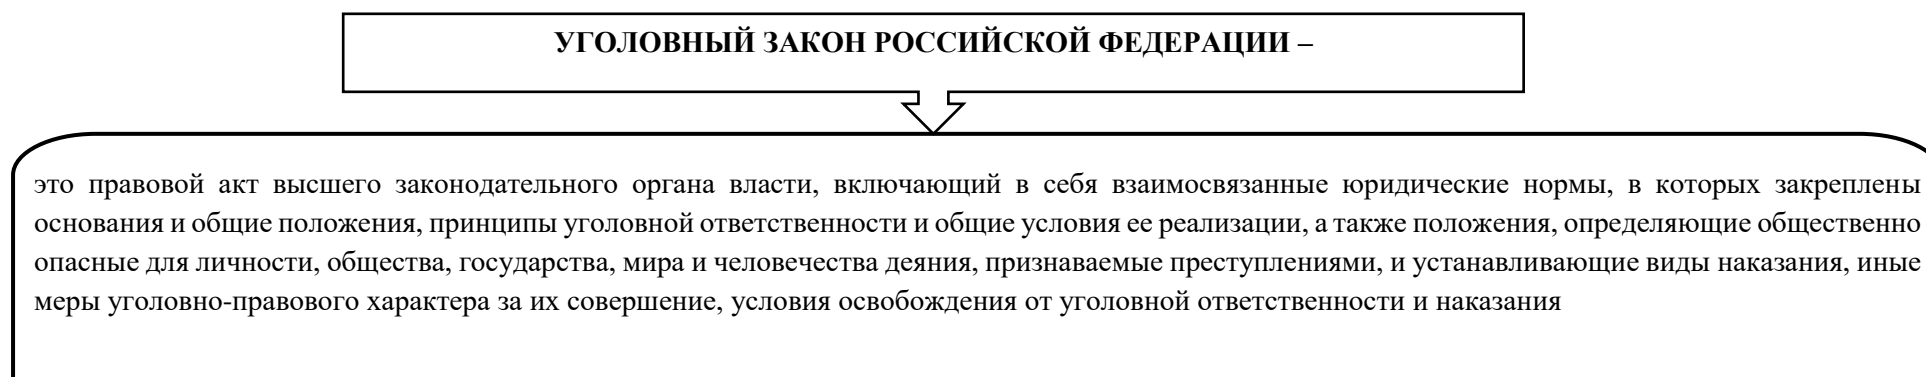 УГОЛОВНЫЙ ЗАКОН РОССИЙСКОЙ ФЕДЕРАЦИИ –
это правовой акт высшего законодательного органа власти, включающий в себя взаимосвязанные юридические нормы, в которых закреплены
основания и общие положения, принципы уголовной ответственности и общие условия ее реализации, а также положения, определяющие общественно
опасные для личности, общества, государства, мира и человечества деяния, признаваемые преступлениями, и устанавливающие виды наказания, иные
меры уголовно-правового характера за их совершение, условия освобождения от уголовной ответственности и наказания